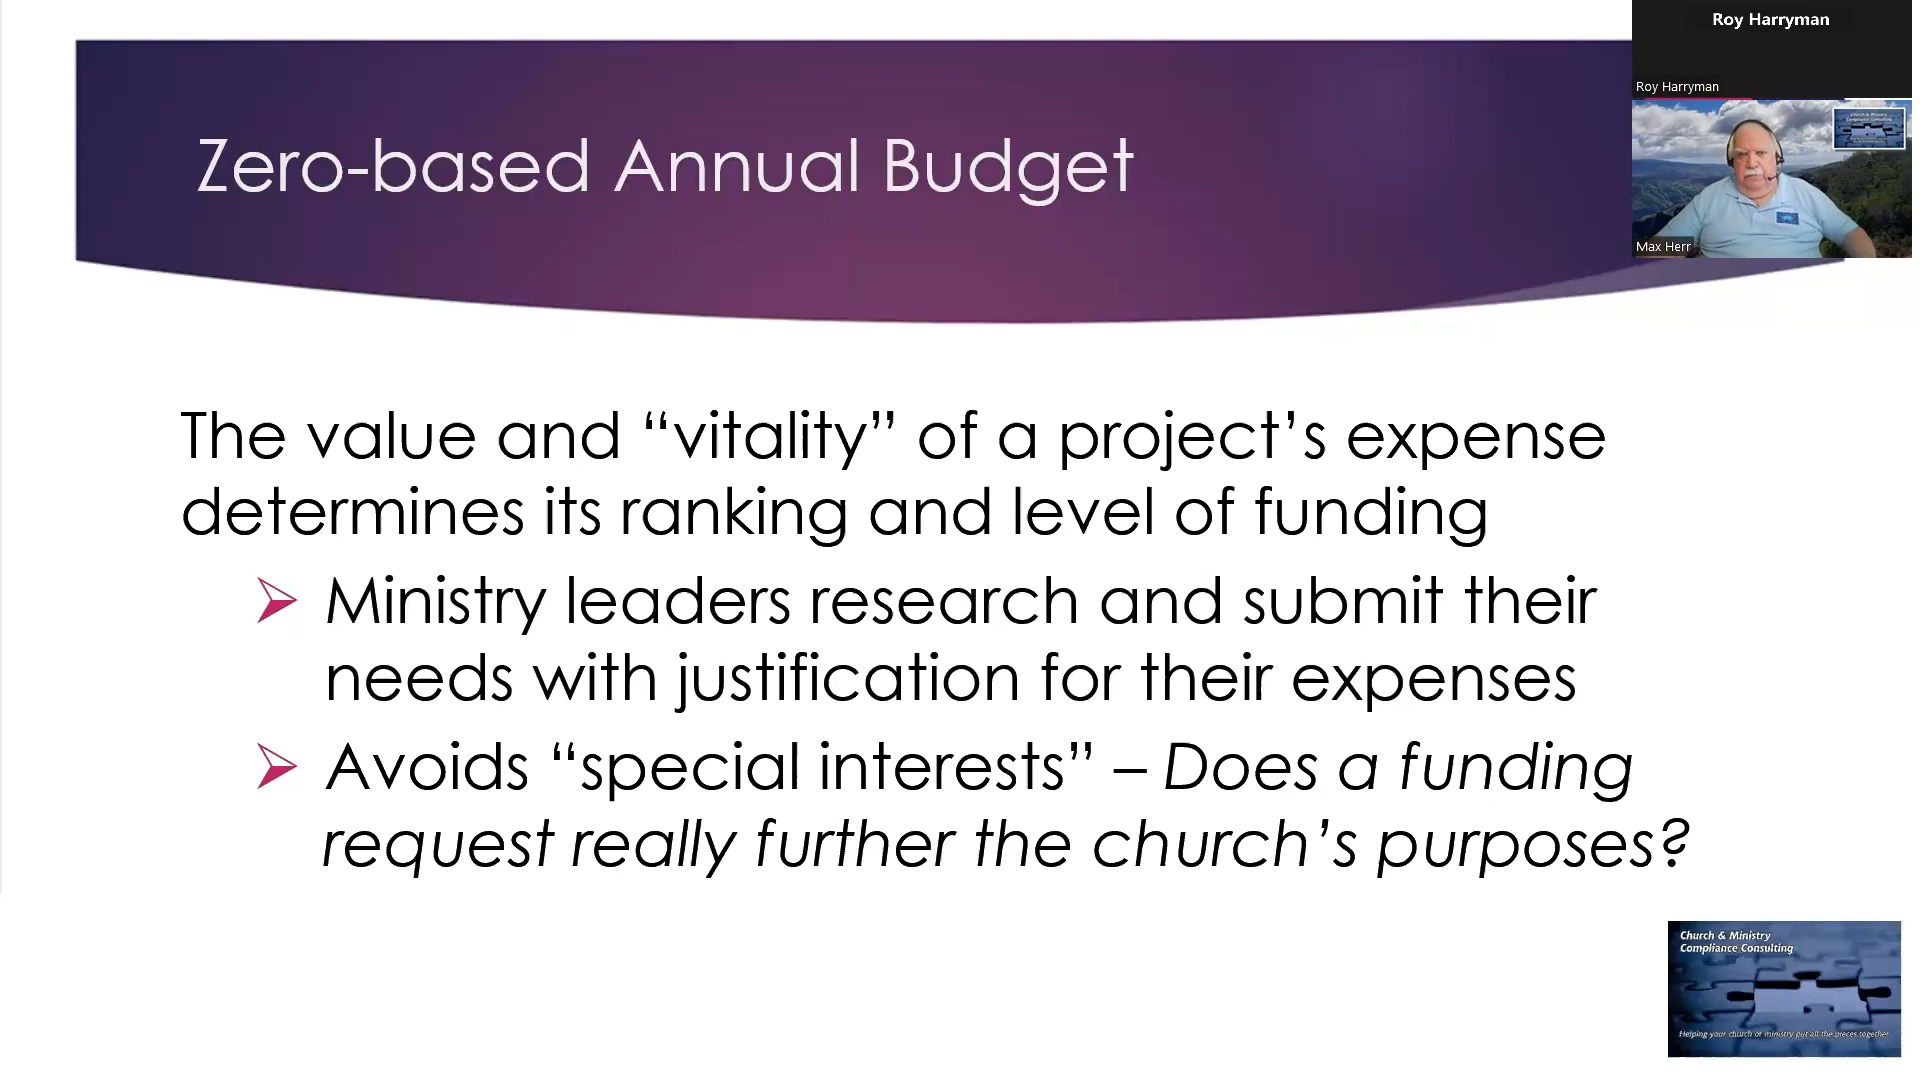 Roy Harryman
Roy Harryman
Zero-based Annual Budget
Max Herr
The value and “vitality” of a project’s expense
determines its ranking and level of funding
Ministry leaders research and submit their
needs with justification for their expenses
Avoids “special interests” – Does a funding
request really further the church’s purposes?
Church & Ministry
Compliance Consulting
Helping your church or ministry put all the pieces together